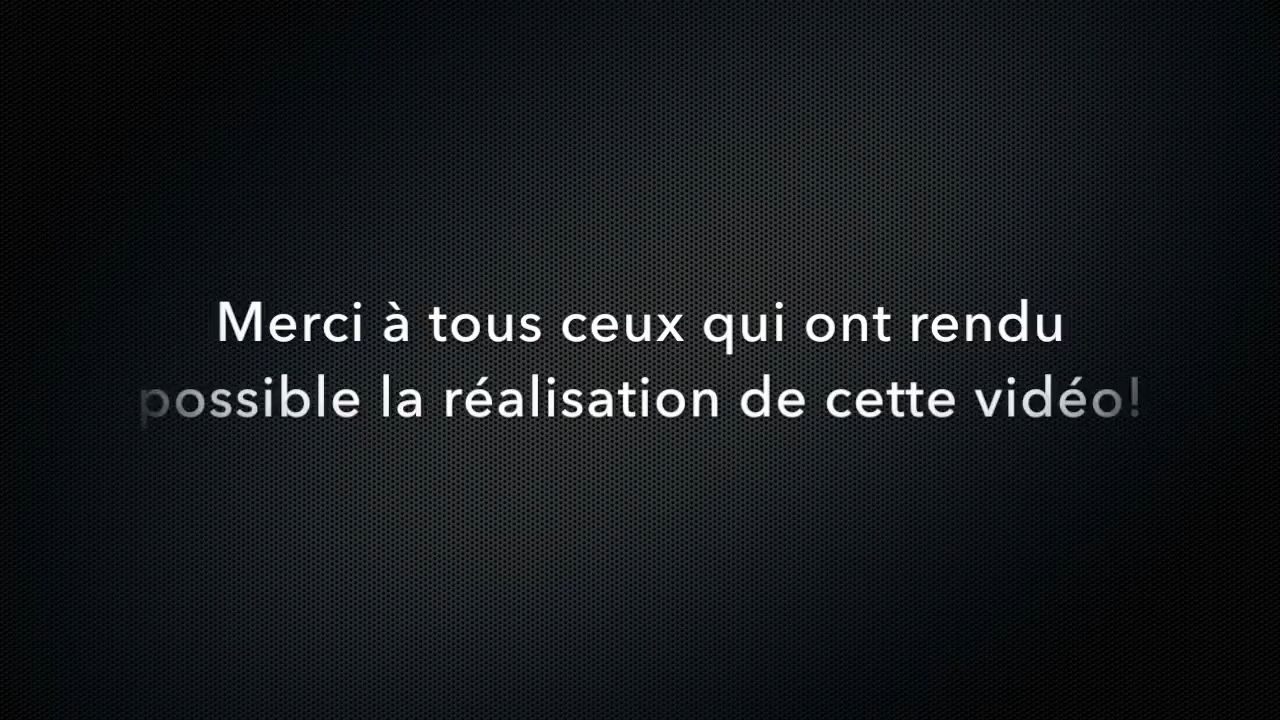 Merci à tous ceux qui ont rendu
possible la réalisation de cette vidéo!